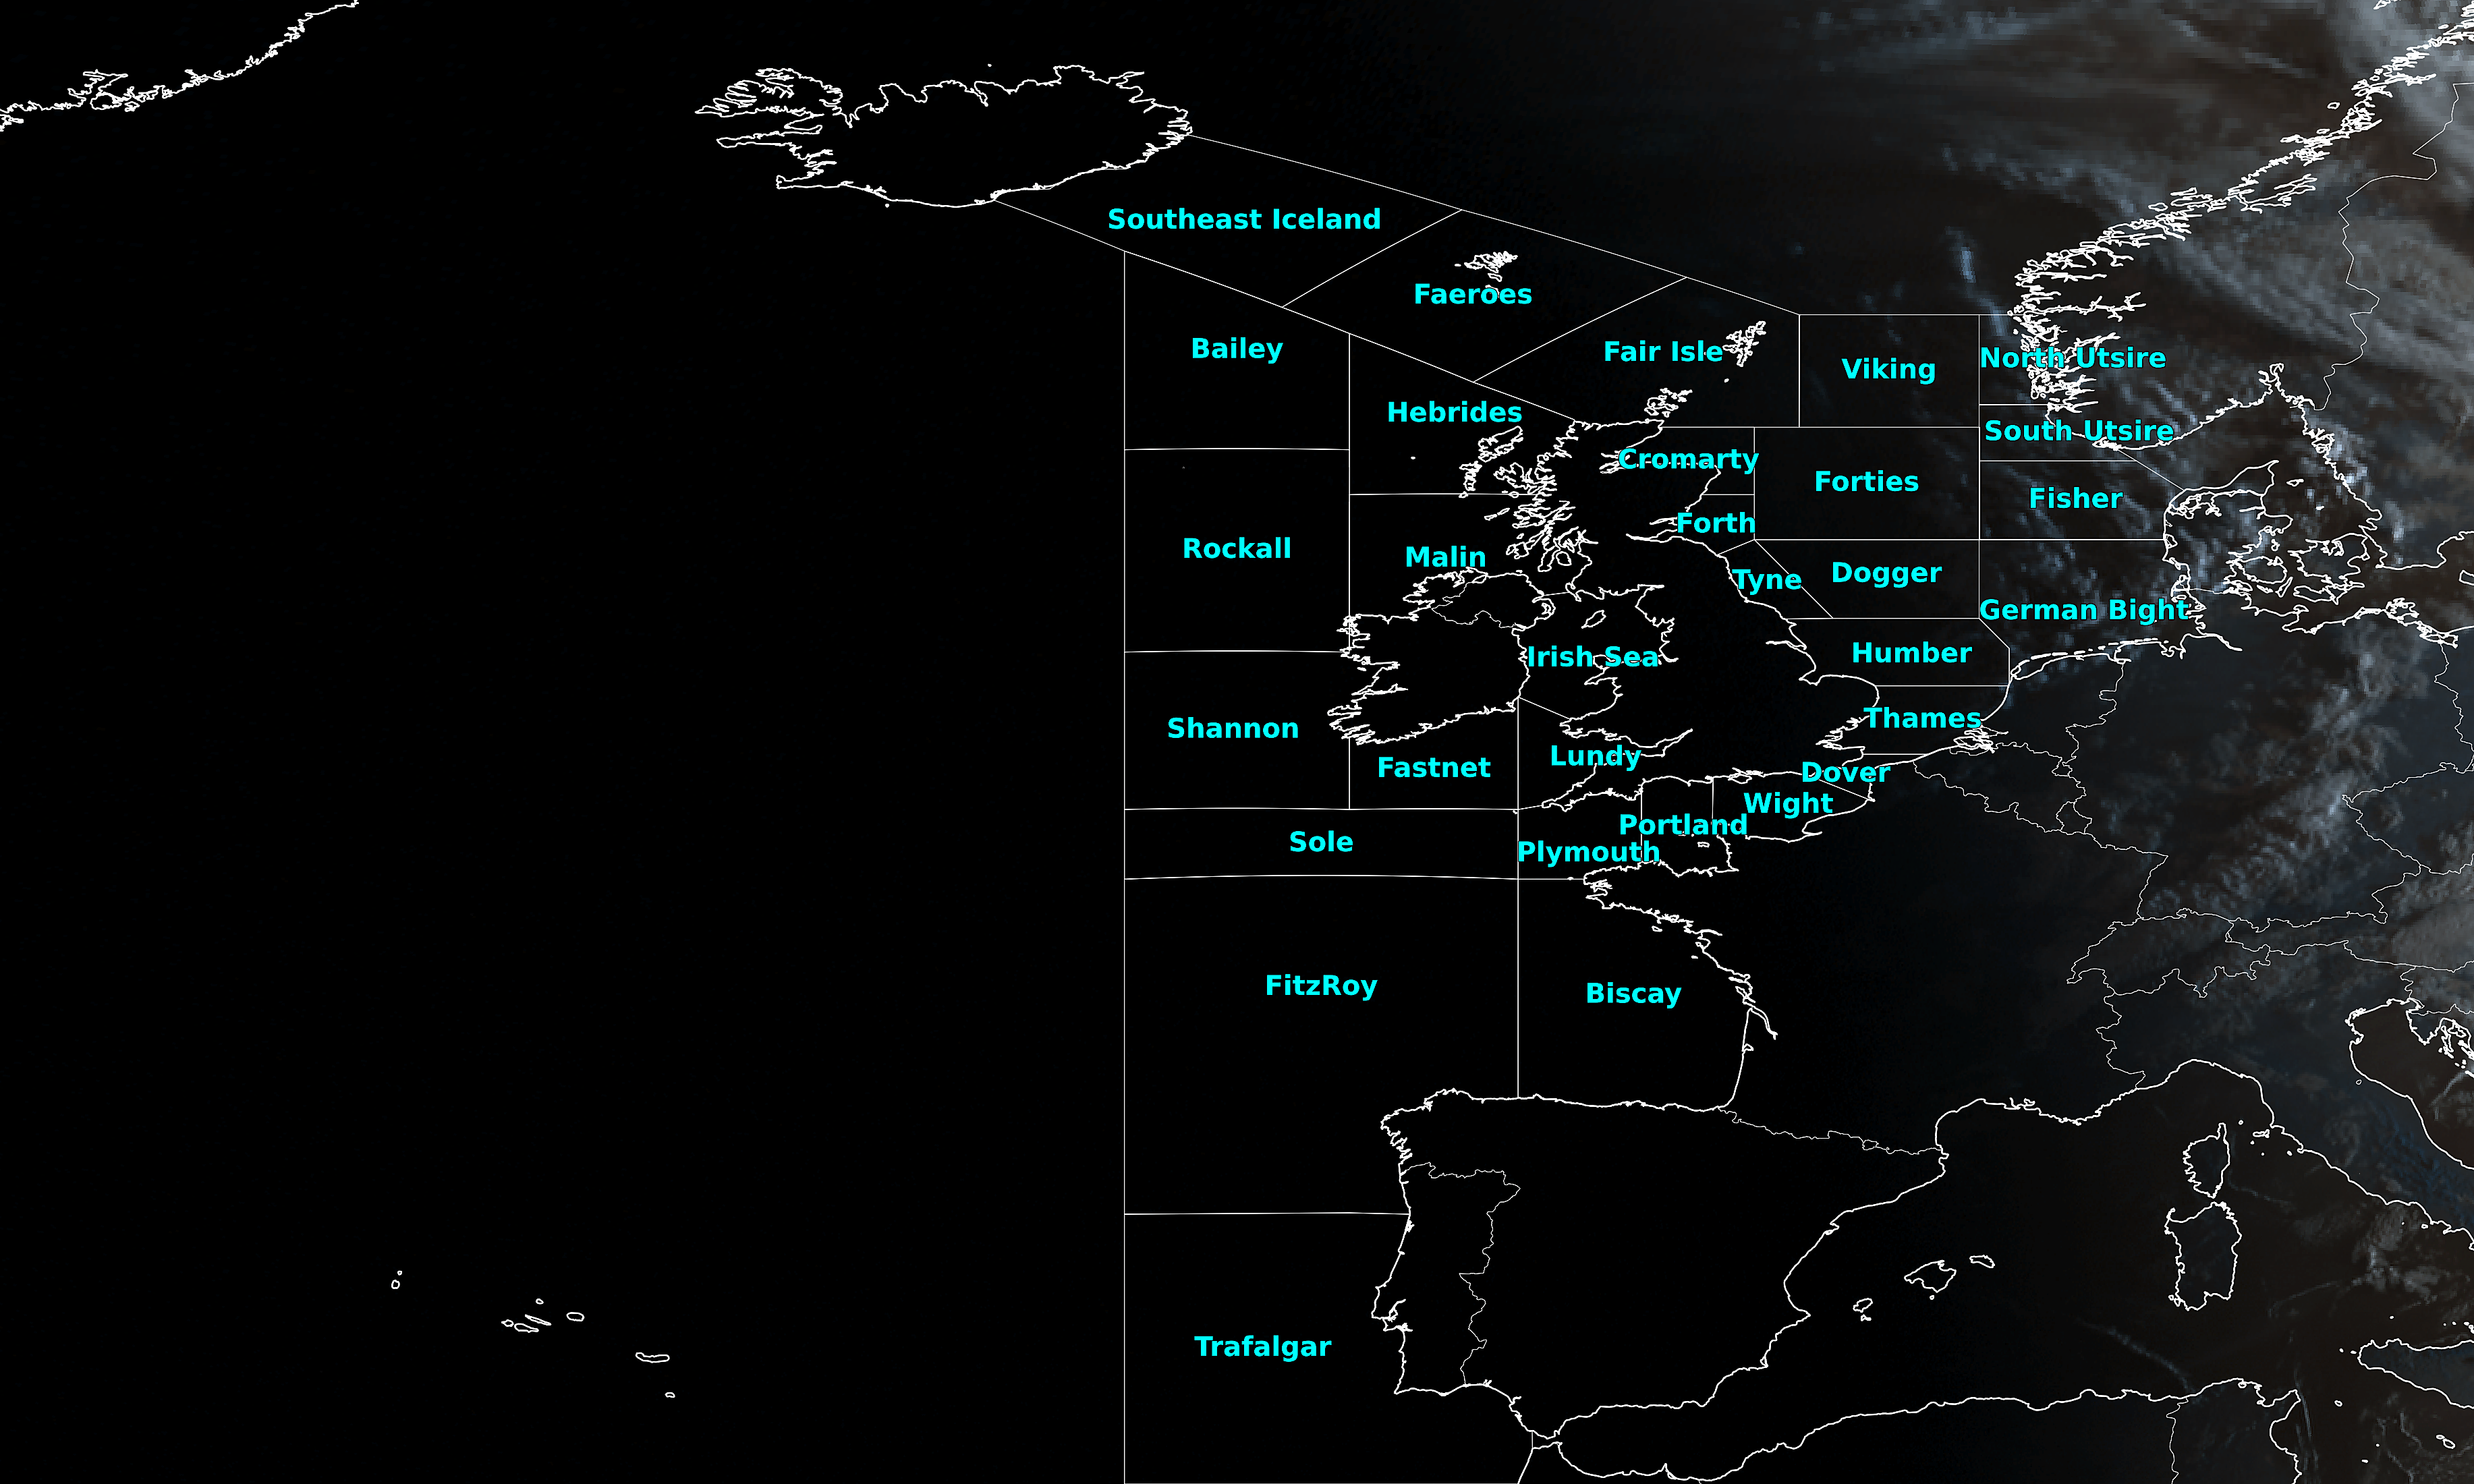 Southeast Iceland
Faeroes
Bailey
Fair Isle
Viking
North Utsire
Hebrides
South Utsire
Cromarty
Forties
Fisher
Forth
Rockall
Malin
Tyne
Dogger
German Bight
Irish Sea
Humber
Shannon
Thames
Fastnet
Lundy
Dover
Wight
Portland
Sole
Plymouth
FitzRoy
Biscay
Trafalgar